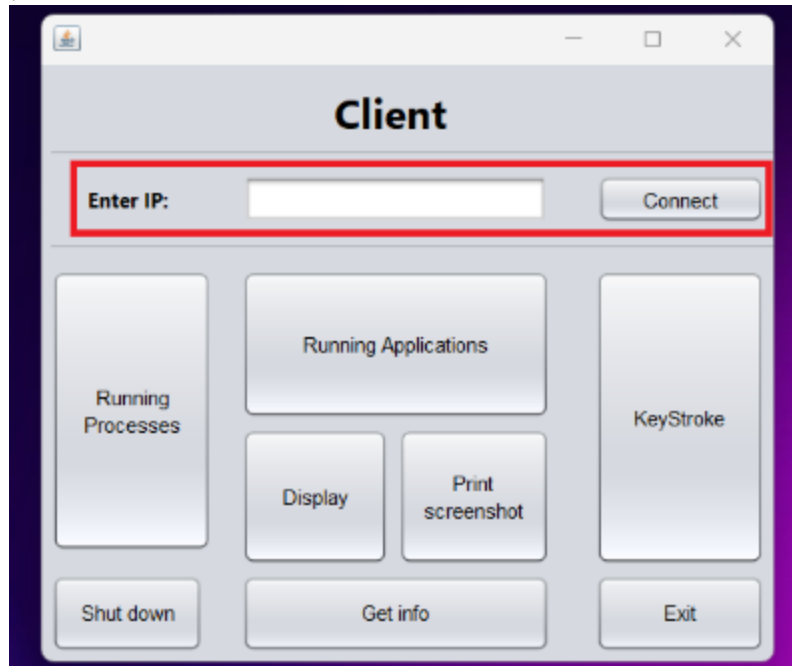 Client
Enter IP:
Connect
Running
Processes
Running Applications
KeyStroke
Display
Print
screenshot
Shut down
Get info
Exit